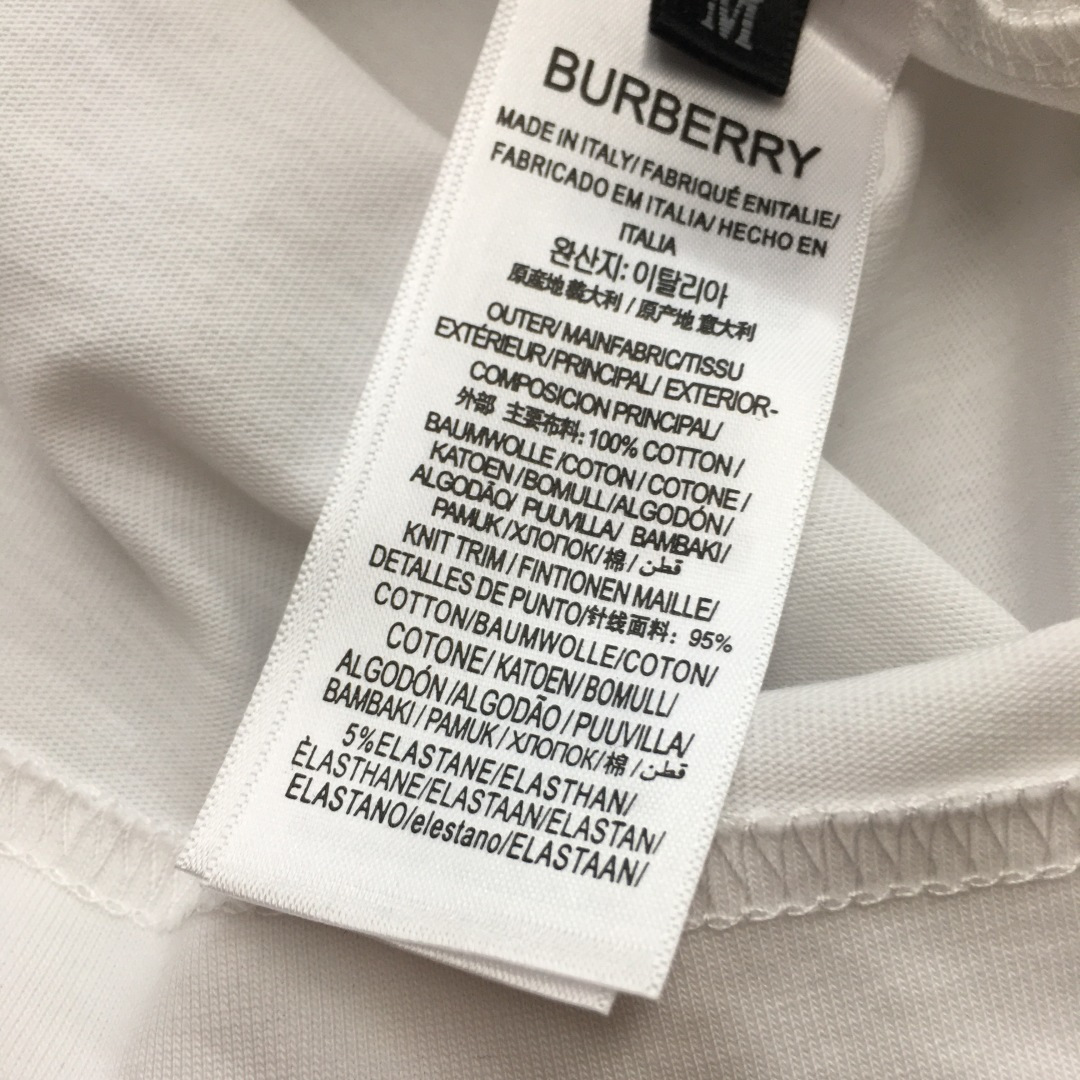 M
BURBERRY
MADE IN ITALY/ FABRIQUÉ ENITALIE/
FABRICADO EM ITALIA/ HECHO EN
ITALIA
완산지: 이탈리아
原産地 義大利 / 原产地 意大利
OUTER/ MAINFABRIC/TISSU
EXTÉRIEUR/PRINCIPAL/ EXTERIOR-
COMPOSICION PRINCIPAL/
外部 主要布料: 100% COTTON /
BAUMWOLLE /COTON / COTONE /
KATOEN / BOMULL/ALGODÓN/
ALGODÃO/ PUUVILLA/ BAMBAKI/
PAMUK/ХЛОПОК/棉 / قطن
KNIT TRIM / FINTIONEN MAILLE/
DETALLES DE PUNTO/针线面料: 95%
COTTON/BAUMWOLLE/COTON/
COTONE/ KATOEN/BOMULL/
ALGODÓN /ALGODÃO / PUUVILLA/
BAMBAKI / PAMUK / ХЛОПОК/棉 / قطن
5%ELASTANE/ELASTHAN/
ÈLASTHANE/ELASTAAN/ELASTAN/
ELASTANO/elestano/ELASTAAN/